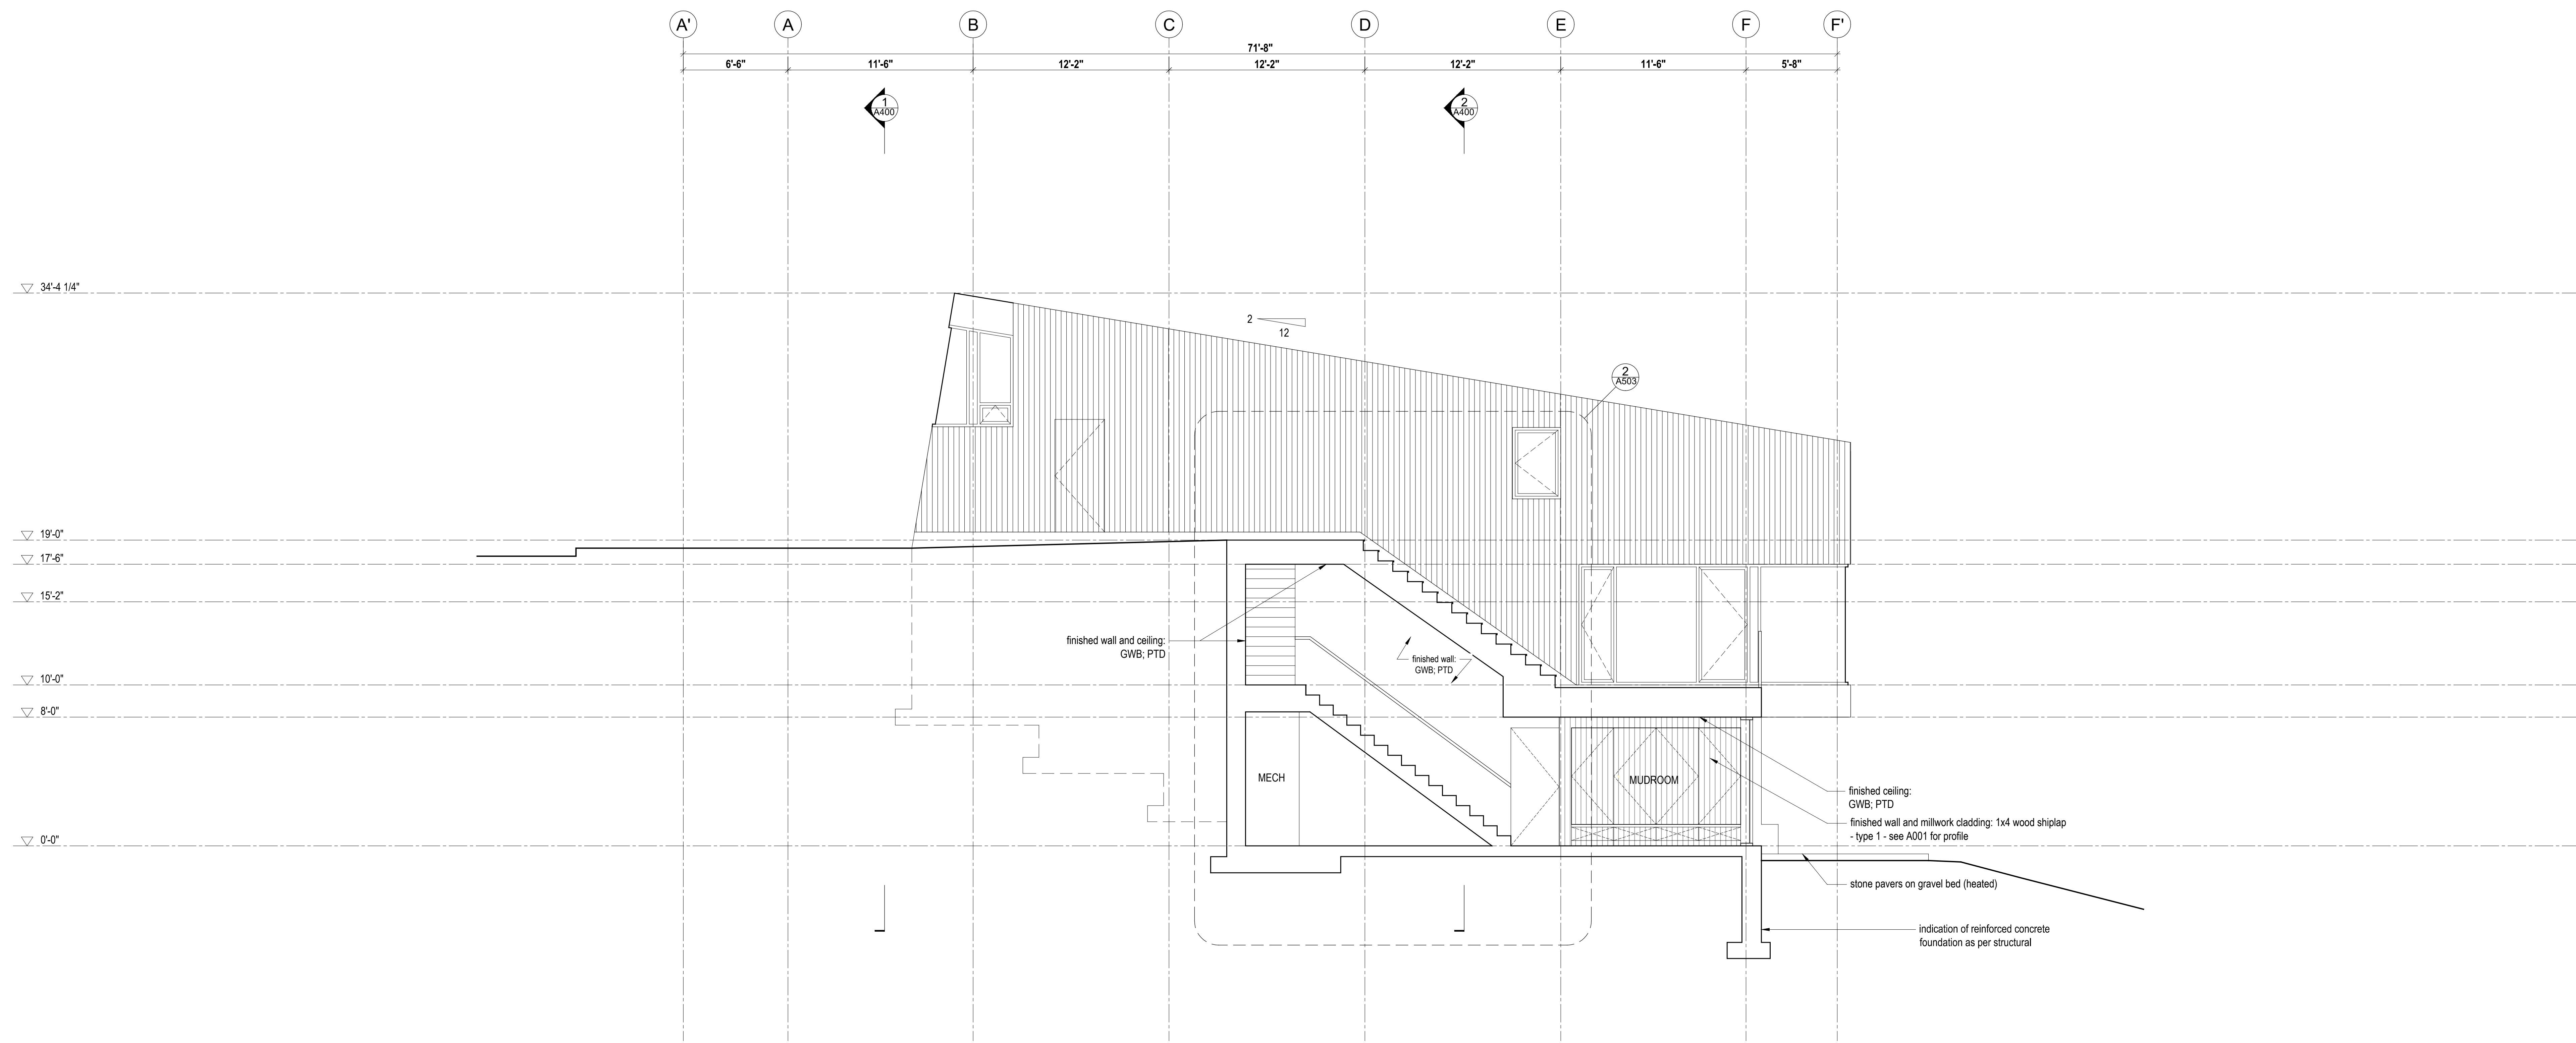 A' A B C D E F F'
71'-8"
6'-6" 11'-6" 12'-2" 12'-2" 12'-2" 11'-6" 5'-8"
1
A400
2
A400
34'-4 1/4"
2
12
2
A503
19'-0"
17'-6"
15'-2"
finished wall and ceiling:
GWB; PTD
finished wall:
GWB; PTD
10'-0"
8'-0"
MECH
MUDROOM
finished ceiling:
GWB; PTD
finished wall and millwork cladding: 1x4 wood shiplap
- type 1 - see A001 for profile
0'-0"
stone pavers on gravel bed (heated)
indication of reinforced concrete
foundation as per structural